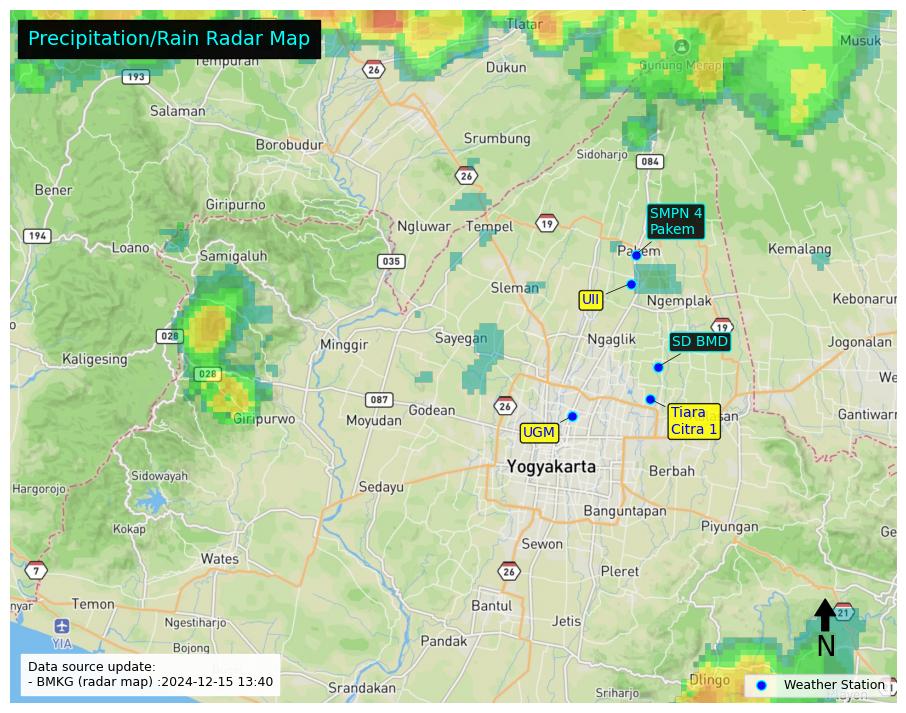 Precipitation/Rain Radar Map
Tlatar
Musuk
Tempuran
26
Dukun
Gunung Merapi
193
Salaman
Borobudur
Srumbung
Sidoharjo
084
26
Bener
Giripurno
SMPN 4
Pakem
194
Loano
Ngluwar
Tempel
19
Pakem
Kemalang
Samigaluh
035
Sleman
UII
Ngemplak
Kebonarum
028
Minggir
Sayegan
Ngaglik
19
SD BMD
Jogonalan
Kaligesing
028
087
Godean
26
Tiara
Citra 1
Giripurwo
Moyudan
UGM
Gantiwarno
Yogyakarta
Berbah
Sidowayah
Hargorojo
Sedayu
Banguntapan
Kokap
Piyungan
Wates
Sewon
7
26
Pleret
Temon
Bantul
21
Ngestiharjo
Jetis
YIA
Bojong
Pandak
N
Data source update:
- BMKG (radar map) :2024-12-15 13:40
Srandakan
Sriharjo
Dlingo
Weather Station